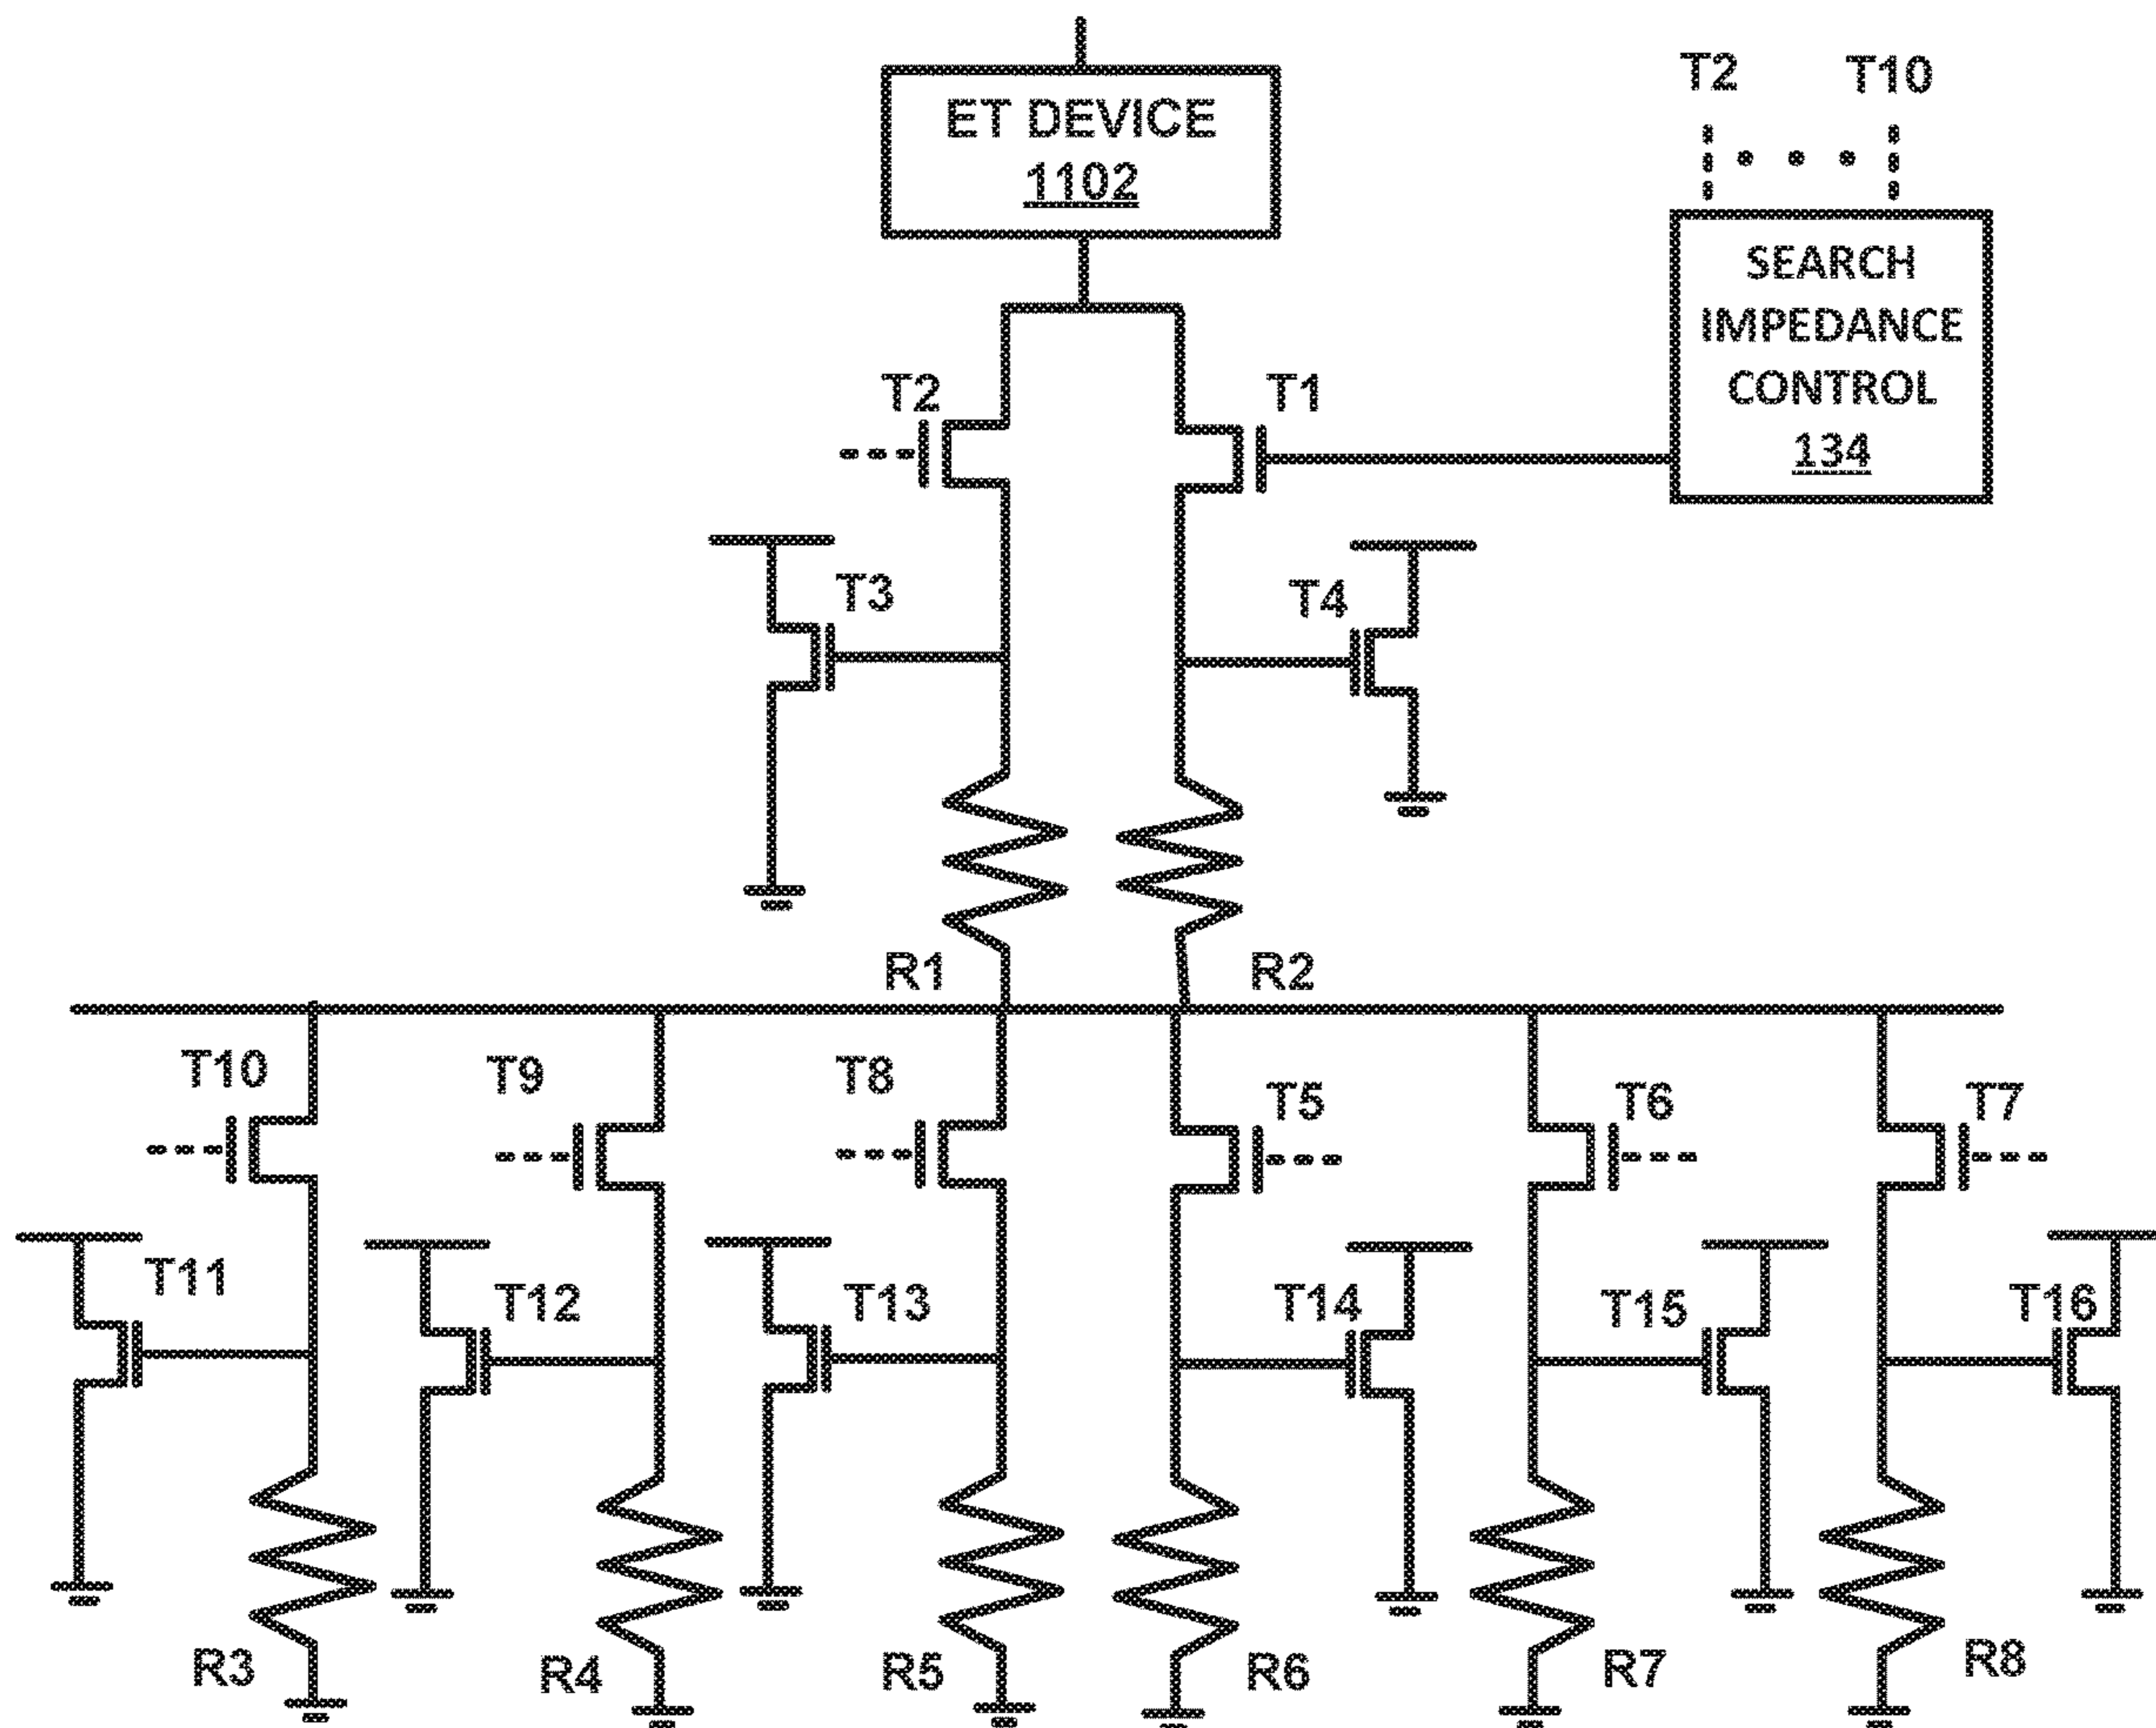 ET DEVICE
1102
T2 T10
SEARCH
IMPEDANCE
CONTROL
134
T2 T1
T3 T4
R1 R2
T10 T9 T8 T5 T6 T7
T11 T12 T13 T14 T15 T16
R3 R4 R5 R6 R7 R8